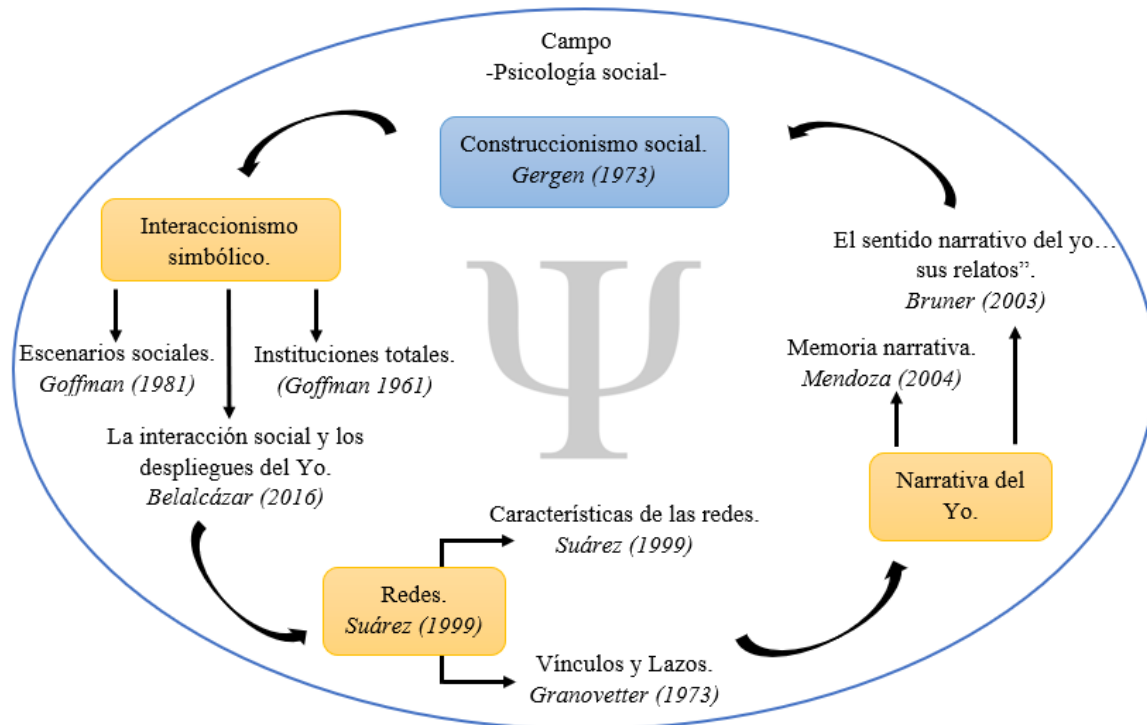 Campo
-Psicología social-
Construccionismo social.
Gergen (1973)
Interaccionismo
simbólico.
Escenarios sociales.
Goffman (1981)
Instituciones totales.
(Goffman 1961)
La interacción social y los
despliegues del Yo.
Belalcázar (2016)
Redes.
Suárez (1999)
Características de las redes.
Suárez (1999)
Vínculos y Lazos.
Granovetter (1973)
Narrativa del
Yo.
Memoria narrativa.
Mendoza (2004)
El sentido narrativo del yo…
sus relatos”.
Bruner (2003)
Ψ